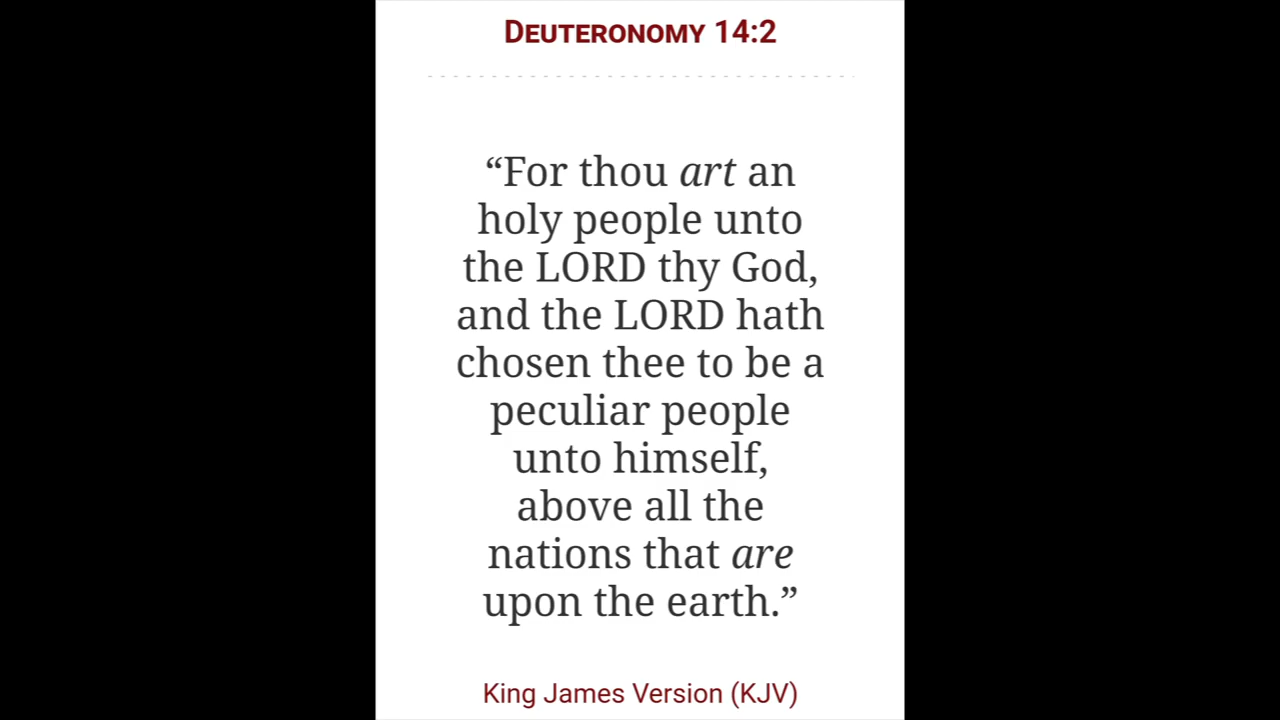 DEUTERONOMY 14:2
“For thou art an
holy people unto
the LORD thy God,
and the LORD hath
chosen thee to be a
peculiar people
unto himself,
above all the
nations that are
upon the earth.”
King James Version (KJV)